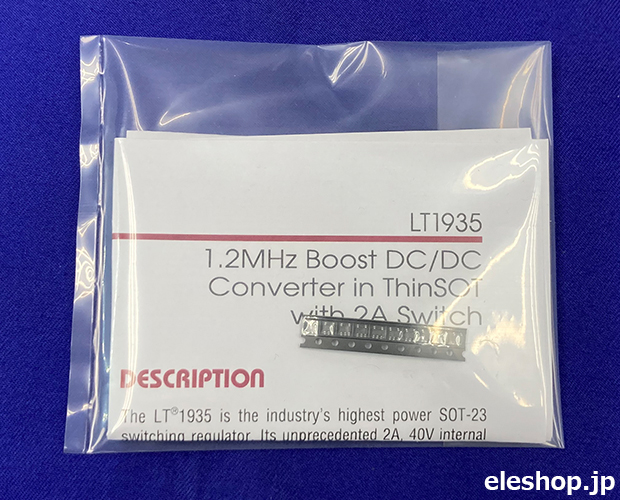 LT1935
1.2MHz Boost DC/DC
Converter in ThinSOT
with 2A Switch
DESCRIPTION
The LT®1935 is the industry's highest power SOT-23
switching regulator. Its unprecedented 2A, 40V internal
eleshop.jp